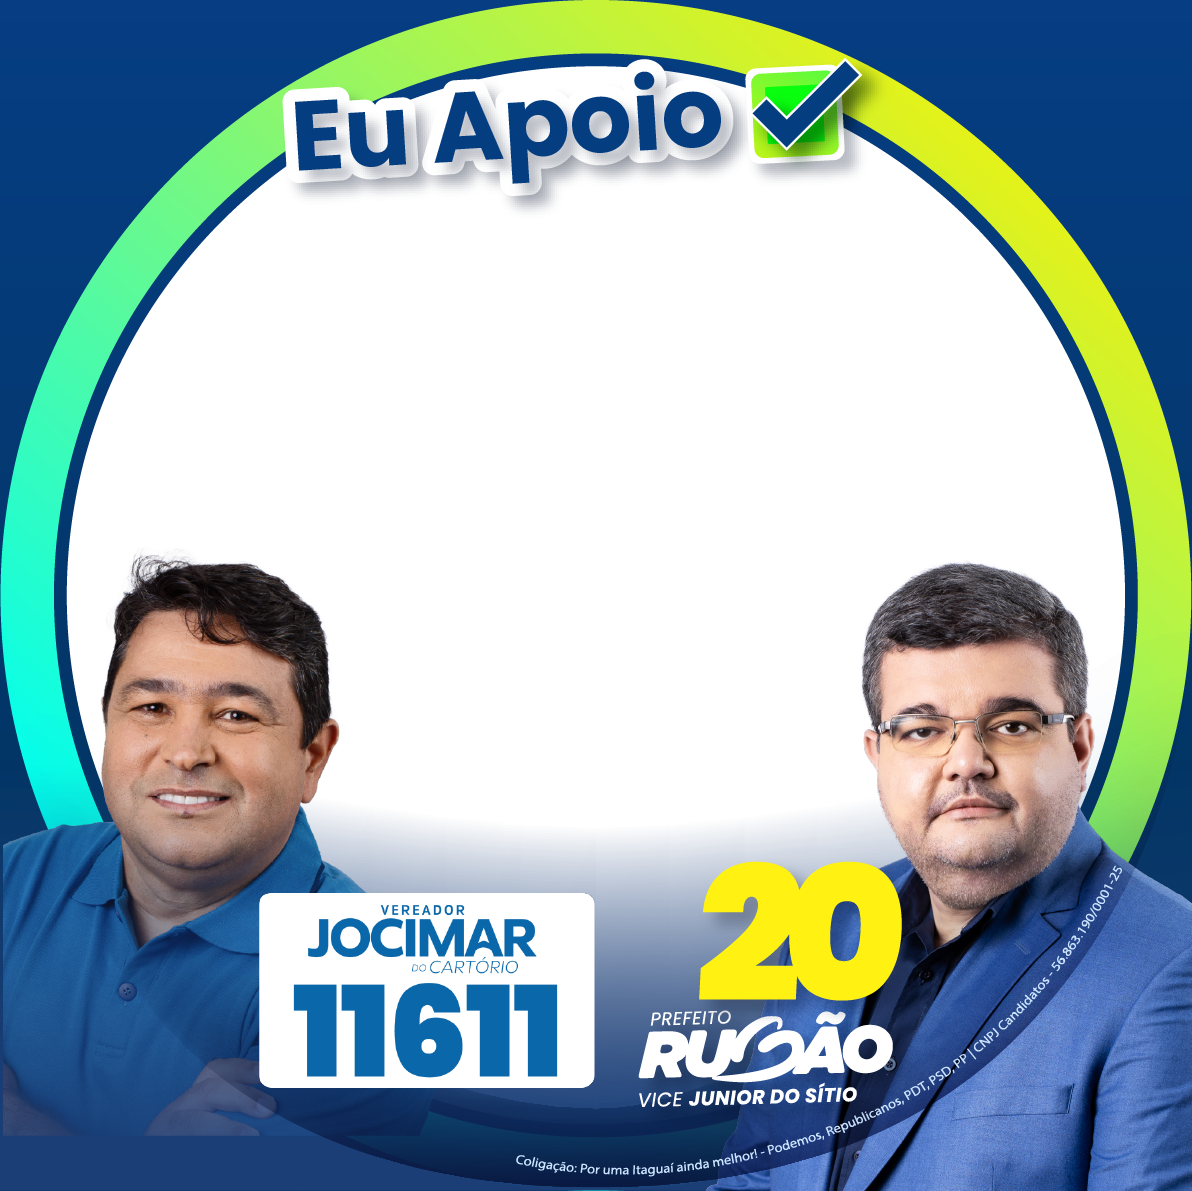 Eu Apoio
VEREADOR
JOCIMAR
DO CARTÓRIO
11611
20
PREFEITO
RUBÃO
VICE JUNIOR DO SÍTIO
Coligação: Por uma Itaguaí ainda melhor! - Podemos, Republicanos, PDT, PSD, PP | CNPJ Candidatos - 56.863.190/0001-25